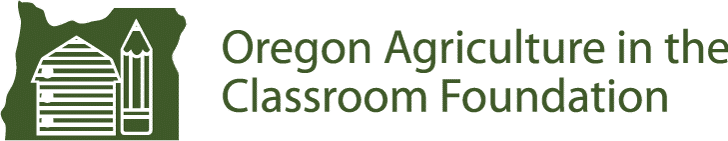 Oregon Agriculture in the
Classroom Foundation